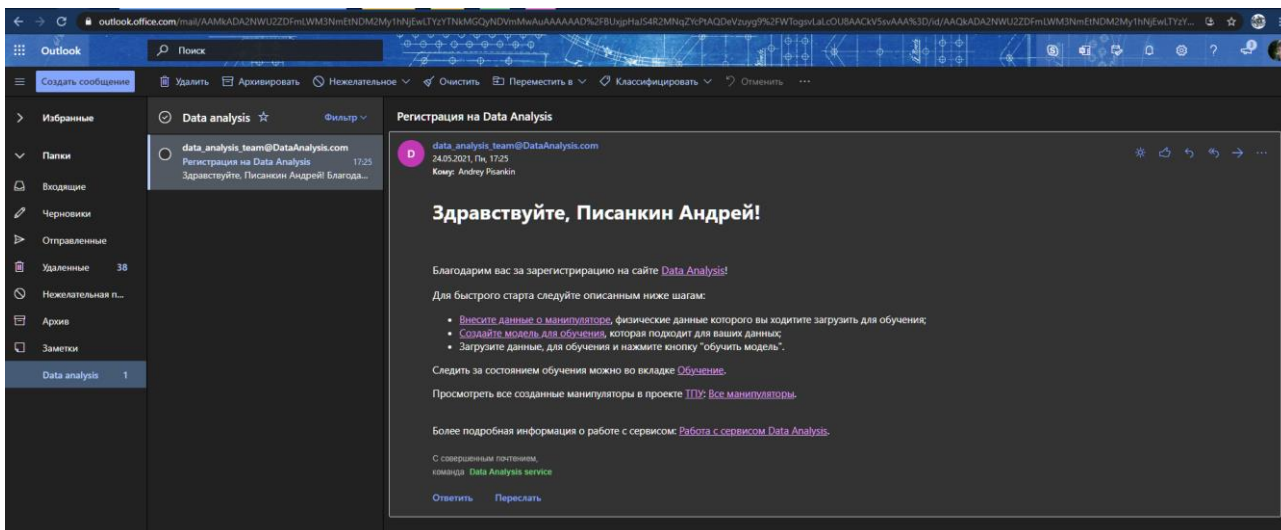 outlook.office.com/mail/AAMkADA2NWU2ZDFmLWM3NmEtNDM2My1hNjEwLTYzYTNkMGQyNDVmMwAuAAAAAAD%2FBUxjpHaJS4R2MNqZYcPtAQDeVzuyg9%2FWTogsvLaLcOU8AACkV5svAAA%3D/id/AAQkADA2NWU2ZDFmLWM3NmEtNDM2My1hNjEwLTYzY...
Outlook
Поиск
Создать сообщение
Удалить
Архивировать
Нежелательное
Очистить
Переместить в
Классифицировать
Отменить
Избранные
Папки
Входящие
Черновики
Отправленные
Удаленные 38
Нежелательная п...
Архив
Заметки
Data analysis 1
Data analysis
Фильтр
data_analysis_team@DataAnalysis.com
Регистрация на Data Analysis 17:25
Здравствуйте, Писанкин Андрей! Благода...
Регистрация на Data Analysis
D
data_analysis_team@DataAnalysis.com
24.05.2021, Пн, 17:25
Кому: Andrey Pisankin
Здравствуйте, Писанкин Андрей!
Благодарим вас за зарегистрирацию на сайте Data Analysis!
Для быстрого старта следуйте описанным ниже шагам:
• Внесите данные о манипуляторе, физические данные которого вы ходитите загрузить для обучения;
• Создайте модель для обучения, которая подходит для ваших данных;
• Загрузите данные, для обучения и нажмите кнопку "обучить модель".
Следить за состоянием обучения можно во вкладке Обучение.
Просмотреть все созданные манипуляторы в проекте ТПУ: Все манипуляторы.
Более подробная информация о работе с сервисом: Работа с сервисом Data Analysis.
С совершенным почтением,
команда Data Analysis service
Ответить
Переслать